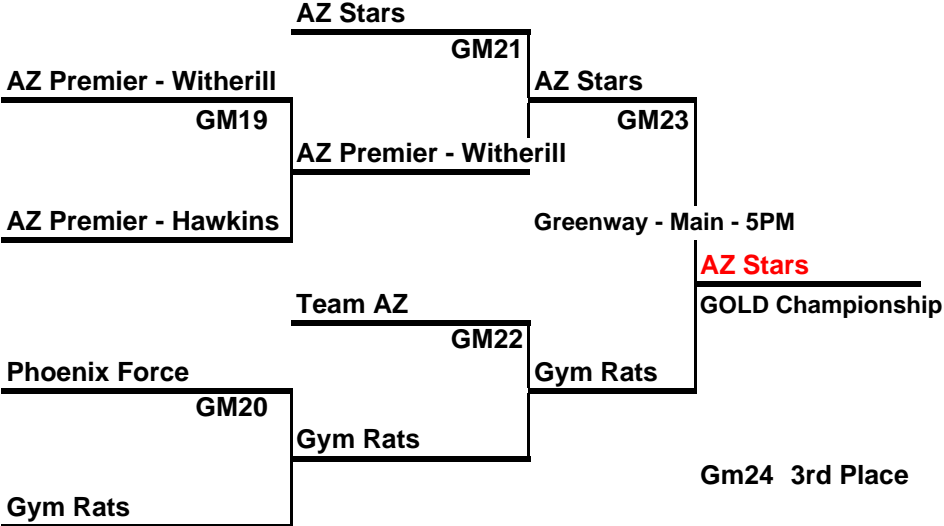 AZ Stars
GM21
AZ Premier - Witherill
AZ Stars
GM19
GM23
AZ Premier - Witherill
AZ Premier - Hawkins
Greenway - Main - 5PM
AZ Stars
Team AZ
GOLD Championship
GM22
Phoenix Force
Gym Rats
GM20
Gym Rats
Gm24 3rd Place
Gym Rats